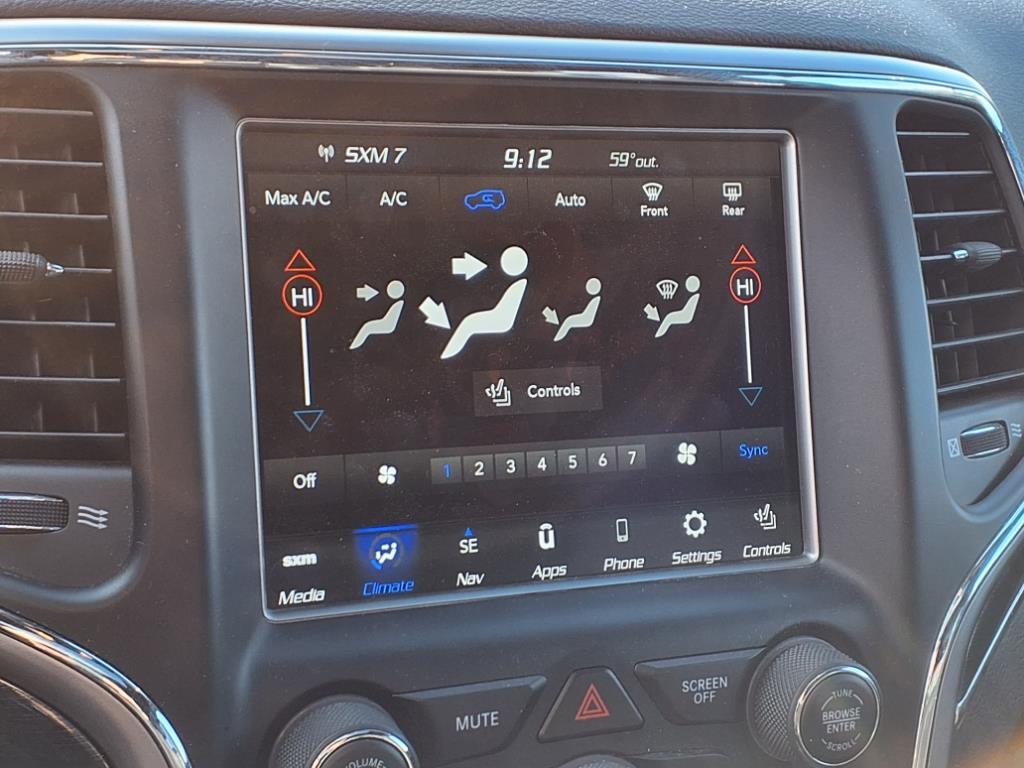 SXM 7 9:12 59°out.
Max A/C A/C Auto Front Rear
HI HI
Controls
Off 1 2 3 4 5 6 7 Sync
sxm SE
Media Climate Nav Apps Phone Settings Controls
MUTE SCREEN OFF
TUNE
BROWSE
ENTER
SCROLL
VOLUME